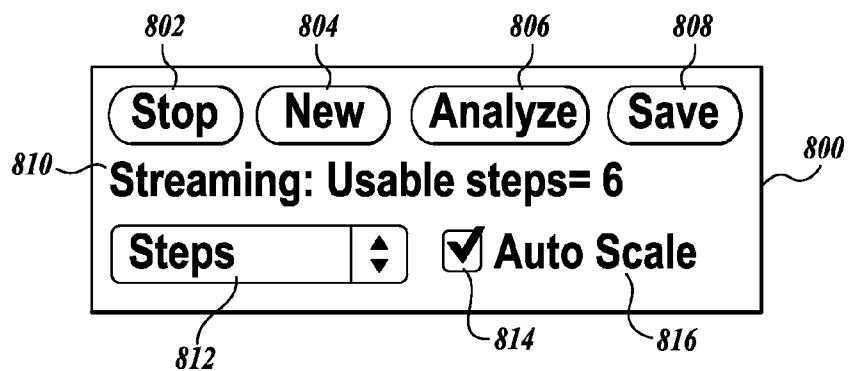 802 804 806 808
Stop New Analyze Save
800
810 Streaming: Usable steps= 6
Steps Auto Scale
812 814 816